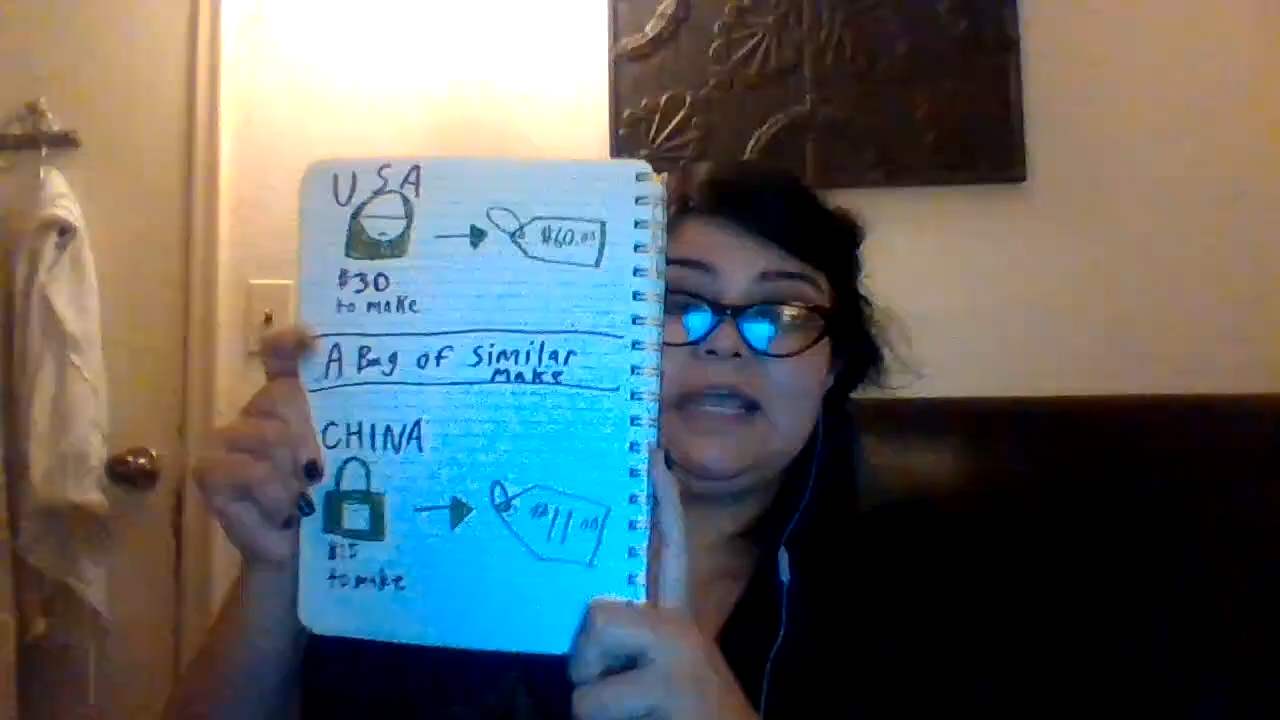 USA
$60.00
$30
to make
A Bag of similar
make
CHINA
$11.00
to make